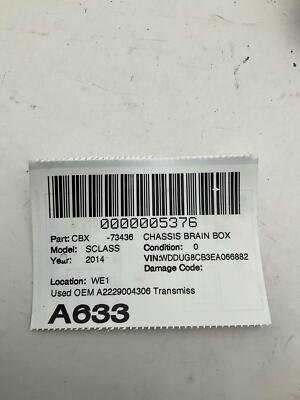 0000005376
Part: CBX -73436 CHASSIS BRAIN BOX
Model: SCLASS Condition: 0
Year: 2014 VIN:WDDUG8CB3EA066882
Damage Code:
Location: WE1
Used OEM A2229004306 Transmiss
A633